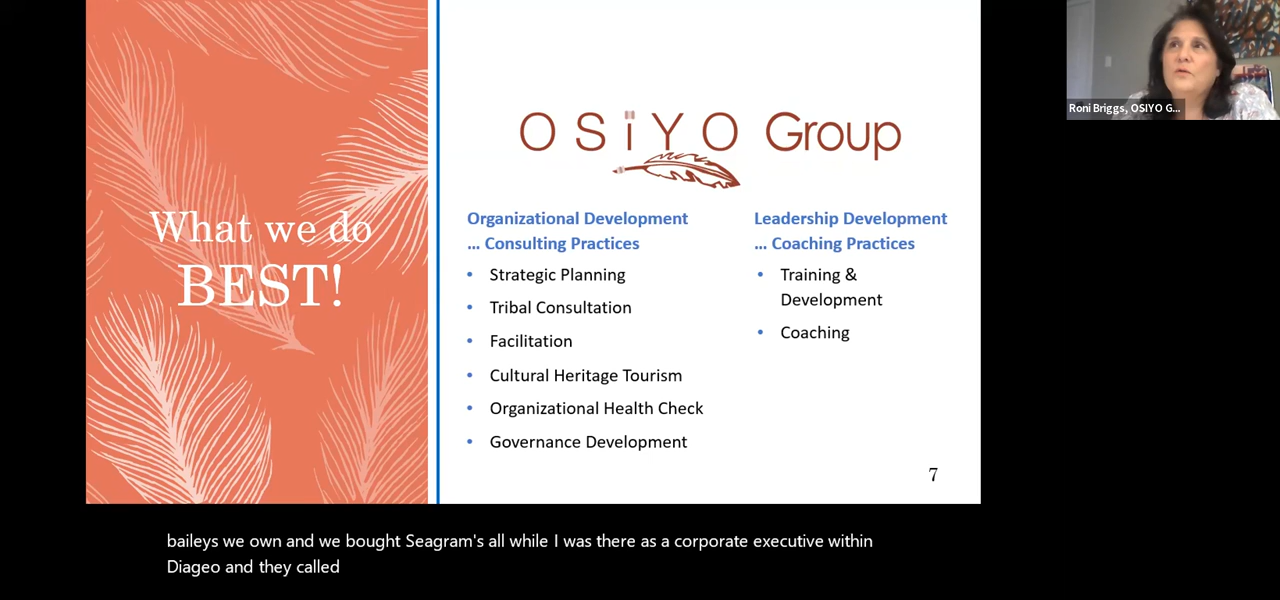 What we do
BEST!
OSiYO Group
Organizational Development
... Consulting Practices
• Strategic Planning
• Tribal Consultation
• Facilitation
• Cultural Heritage Tourism
• Organizational Health Check
• Governance Development
Leadership Development
... Coaching Practices
• Training &
Development
• Coaching
7
Roni Briggs, OSIYO G...
baileys we own and we bought Seagram's all while I was there as a corporate executive within
Diageo and they called